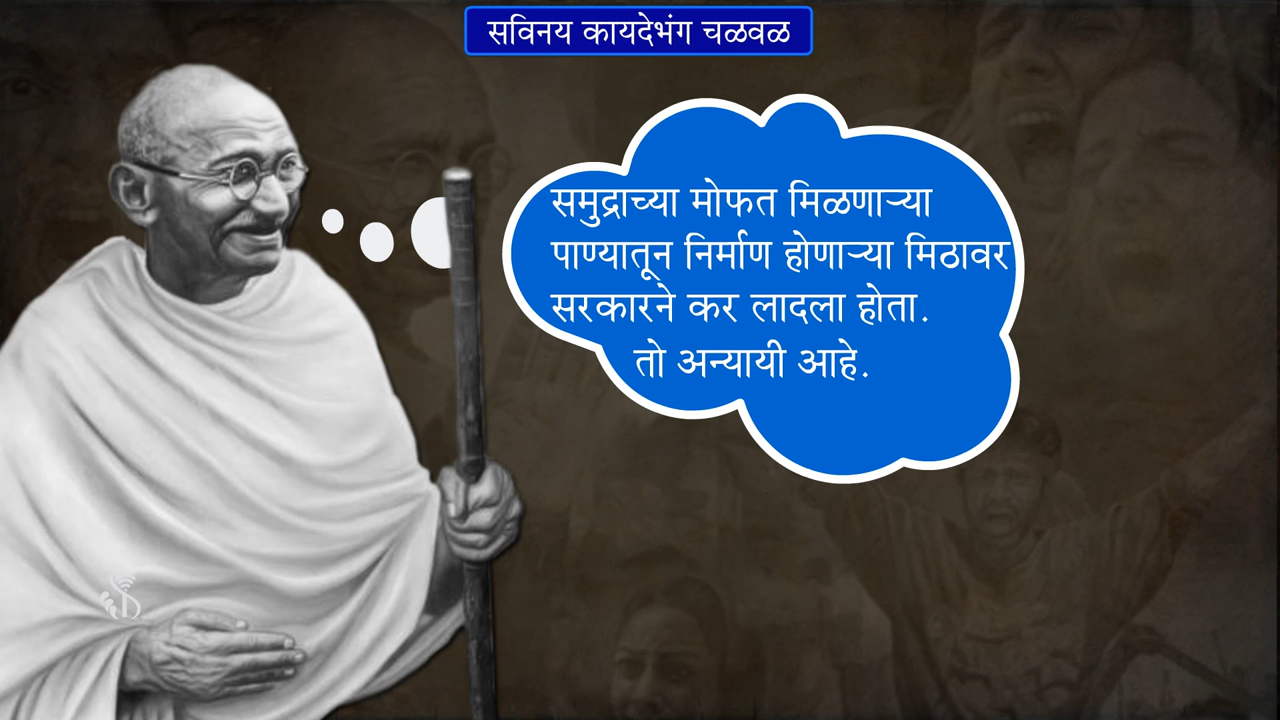 सविनय कायदेभंग चळवळ
समुद्राच्या मोफत मिळणाऱ्या
पाण्यातून निर्माण होणाऱ्या मिठावर
सरकारने कर लादला होता.
तो अन्यायी आहे.